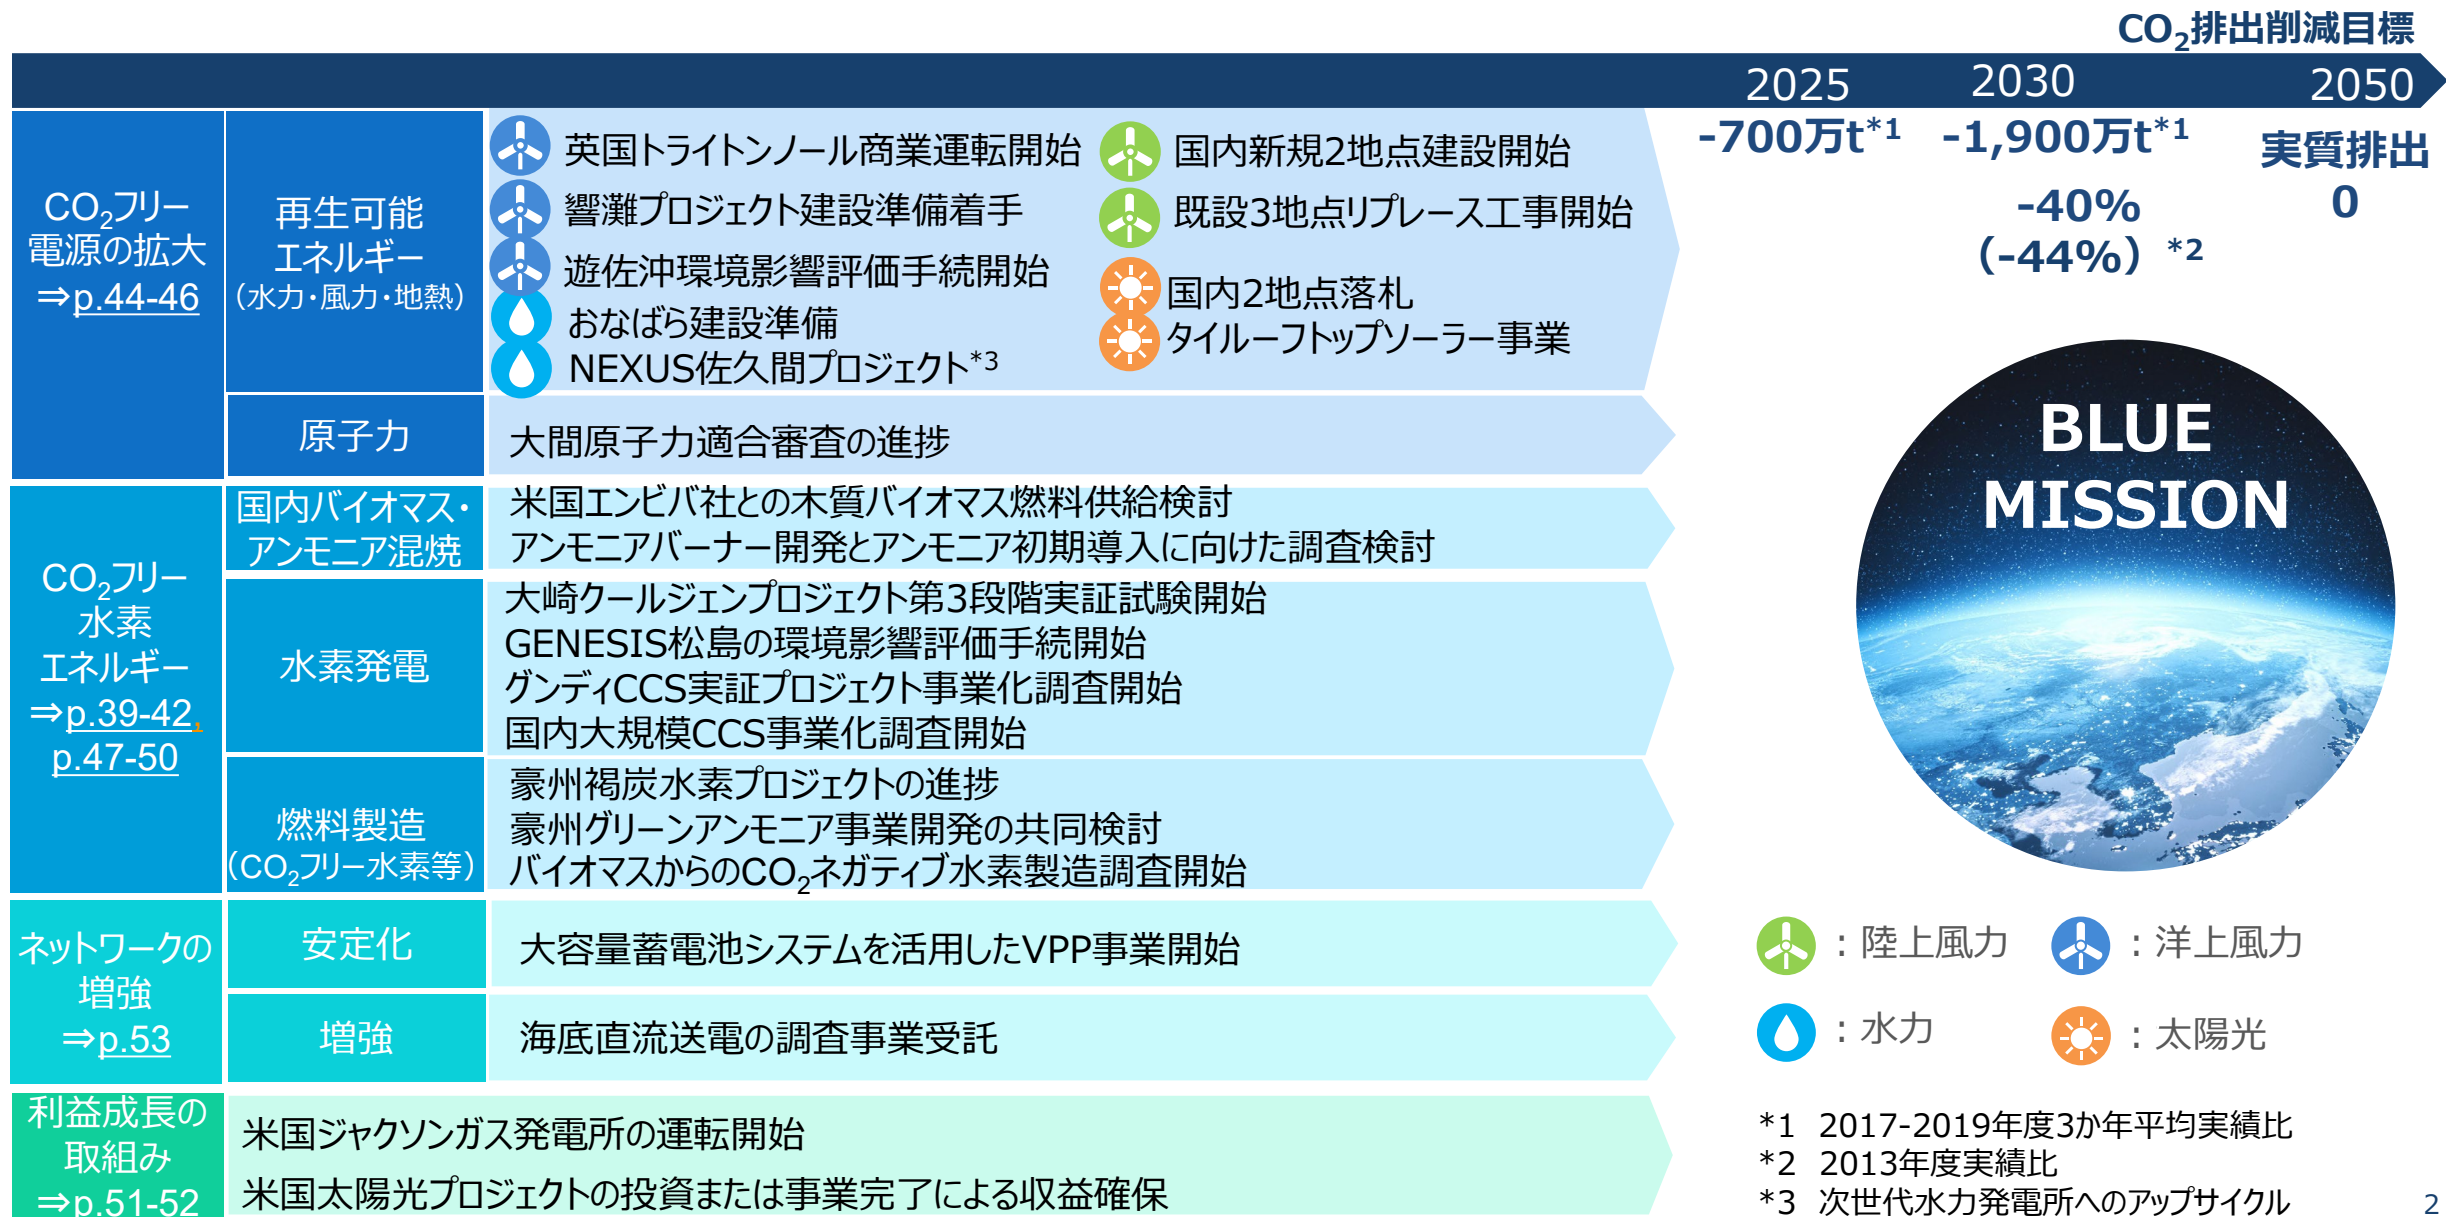 CO2排出削減目標
2025
2030
2050
-700万t*1
-1,900万t*1
実質排出
0
-40%
(-44%) *2
CO2フリー
電源の拡大
⇒p.44-46
再生可能
エネルギー
(水力・風力・地熱)
英国トライトンノール商業運転開始
響灘プロジェクト建設準備着手
遊佐沖環境影響評価手続開始
おなばら建設準備
NEXUS佐久間プロジェクト*3
国内新規2地点建設開始
既設3地点リプレース工事開始
国内2地点落札
タイルーフトップソーラー事業
原子力
大間原子力適合審査の進捗
CO2フリー
水素
エネルギー
⇒p.39-42,
p.47-50
国内バイオマス・
アンモニア混焼
米国エンビバ社との木質バイオマス燃料供給検討
アンモニアバーナー開発とアンモニア初期導入に向けた調査検討
水素発電
大崎クールジェンプロジェクト第3段階実証試験開始
GENESIS松島の環境影響評価手続開始
グンディCCS実証プロジェクト事業化調査開始
国内大規模CCS事業化調査開始
燃料製造
(CO2フリー水素等)
豪州褐炭水素プロジェクトの進捗
豪州グリーンアンモニア事業開発の共同検討
バイオマスからのCO2ネガティブ水素製造調査開始
ネットワークの
増強
⇒p.53
安定化
大容量蓄電池システムを活用したVPP事業開始
増強
海底直流送電の調査事業受託
利益成長の
取組み
⇒p.51-52
米国ジャクソンガス発電所の運転開始
米国太陽光プロジェクトの投資または事業完了による収益確保
BLUE
MISSION
:陸上風力
:洋上風力
:水力
:太陽光
*1 2017-2019年度3か年平均実績比
*2 2013年度実績比
*3 次世代水力発電所へのアップサイクル
2